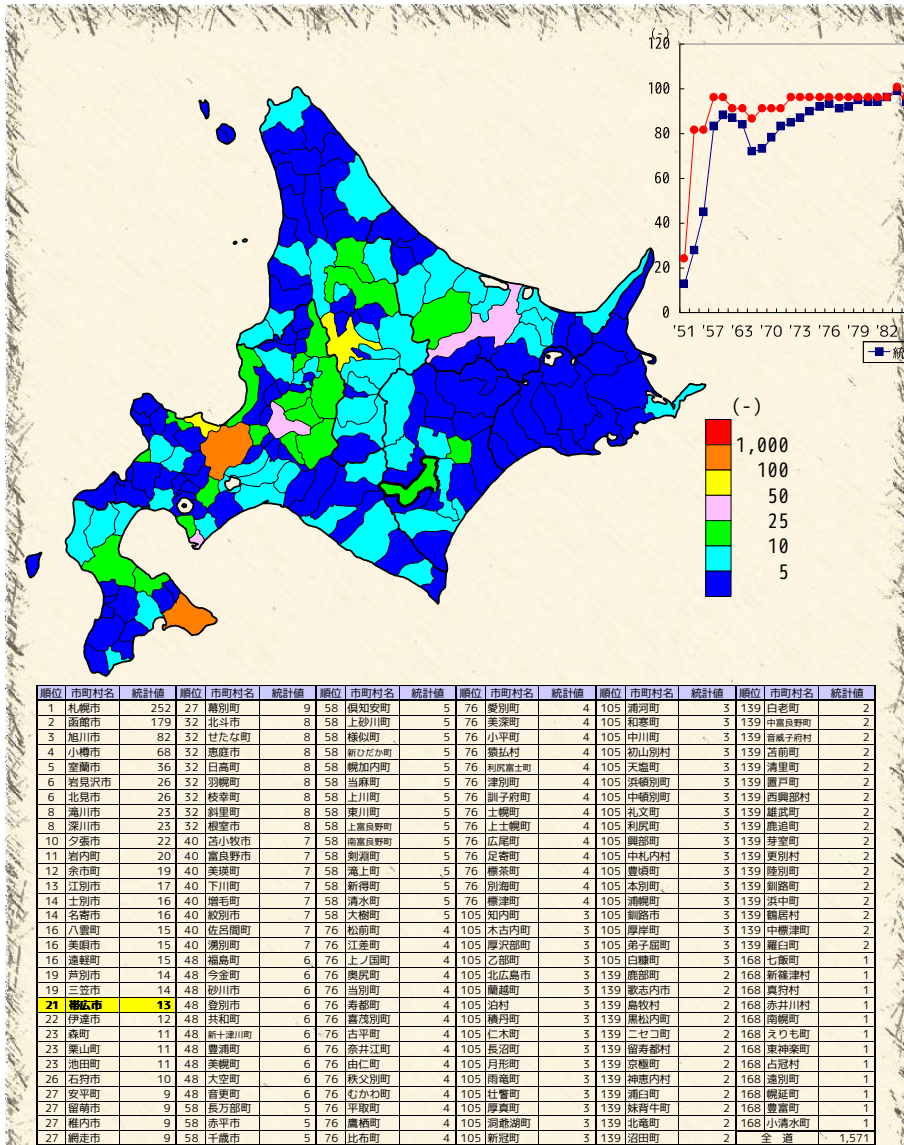 (-)
120
100
80
60
40
20
0
'51 '57 '63 '70 '73 '76 '79 '82
統
(-)
1,000
100
50
25
10
5
順位 市町村名 統計値 順位 市町村名 統計値 順位 市町村名 統計値 順位 市町村名 統計値 順位 市町村名 統計値 順位 市町村名 統計値
1 札幌市 252 27 幕別町 9 58 倶知安町 5 76 愛別町 4 105 浦河町 3 139 白老町 2
2 函館市 179 32 北斗市 8 58 上砂川町 5 76 美深町 4 105 和寒町 3 139 中富良野町 2
3 旭川市 82 32 せたな町 8 58 様似町 5 76 小平町 4 105 中川町 3 139 音威子府村 2
4 小樽市 68 32 恵庭市 8 58 新ひだか町 5 76 猿払村 4 105 初山別村 3 139 苫前町 2
5 室蘭市 36 32 日高町 8 58 幌加内町 5 76 利尻富士町 4 105 天塩町 3 139 清里町 2
6 岩見沢市 26 32 羽幌町 8 58 当麻町 5 76 津別町 4 105 浜頓別町 3 139 置戸町 2
6 北見市 26 32 枝幸町 8 58 上川町 5 76 訓子府町 4 105 中頓別町 3 139 西興部村 2
8 滝川市 23 32 斜里町 8 58 東川町 5 76 士幌町 4 105 礼文町 3 139 雄武町 2
8 深川市 23 32 根室市 8 58 上富良野町 5 76 上士幌町 4 105 利尻町 3 139 鹿追町 2
10 夕張市 22 40 苫小牧市 7 58 南富良野町 5 76 広尾町 4 105 興部町 3 139 芽室町 2
11 岩内町 20 40 富良野市 7 58 剣淵町 5 76 足寄町 4 105 中札内村 3 139 更別村 2
12 余市町 19 40 美瑛町 7 58 滝上町 5 76 標茶町 4 105 豊頃町 3 139 陸別町 2
13 江別市 17 40 下川町 7 58 新得町 5 76 別海町 4 105 本別町 3 139 釧路町 2
14 士別市 16 40 増毛町 7 58 清水町 5 76 標津町 4 105 浦幌町 3 139 浜中町 2
14 名寄市 16 40 紋別市 7 58 大樹町 5 105 知内町 3 105 釧路市 3 139 鶴居村 2
16 八雲町 15 40 佐呂間町 7 76 松前町 4 105 木古内町 3 105 厚岸町 3 139 中標津町 2
16 美唄市 15 40 湧別町 7 76 江差町 4 105 厚沢部町 3 105 弟子屈町 3 139 羅臼町 2
16 遠軽町 15 48 福島町 6 76 上ノ国町 4 105 乙部町 3 105 白糠町 3 168 七飯町 1
19 芦別市 14 48 今金町 6 76 奥尻町 4 105 北広島市 3 139 鹿部町 2 168 新篠津村 1
19 三笠市 14 48 砂川市 6 76 当別町 4 105 蘭越町 3 139 歌志内市 2 168 真狩村 1
21 帯広市 13 48 登別市 6 76 寿都町 4 105 泊村 3 139 島牧村 2 168 赤井川村 1
22 伊達市 12 48 共和町 6 76 喜茂別町 4 105 積丹町 3 139 黒松内町 2 168 南幌町 1
23 森町 11 48 新十津川町 6 76 古平町 4 105 仁木町 3 139 ニセコ町 2 168 えりも町 1
23 栗山町 11 48 豊浦町 6 76 奈井江町 4 105 長沼町 3 139 留寿都村 2 168 東神楽町 1
23 池田町 11 48 美幌町 6 76 由仁町 4 105 月形町 3 139 京極町 2 168 占冠村 1
26 石狩市 10 48 大空町 6 76 秩父別町 4 105 雨竜町 3 139 神恵内村 2 168 遠別町 1
27 安平町 9 48 音更町 6 76 むかわ町 4 105 壮瞥町 3 139 浦臼町 2 168 幌延町 1
27 留萌市 9 58 長万部町 5 76 平取町 4 105 厚真町 3 139 妹背牛町 2 168 豊富町 1
27 稚内市 9 58 赤平市 5 76 鷹栖町 4 105 洞爺湖町 3 139 北竜町 2 168 小清水町 1
27 網走市 9 58 千歳市 5 76 比布町 4 105 新冠町 3 139 沼田町 2 全 道 1,571